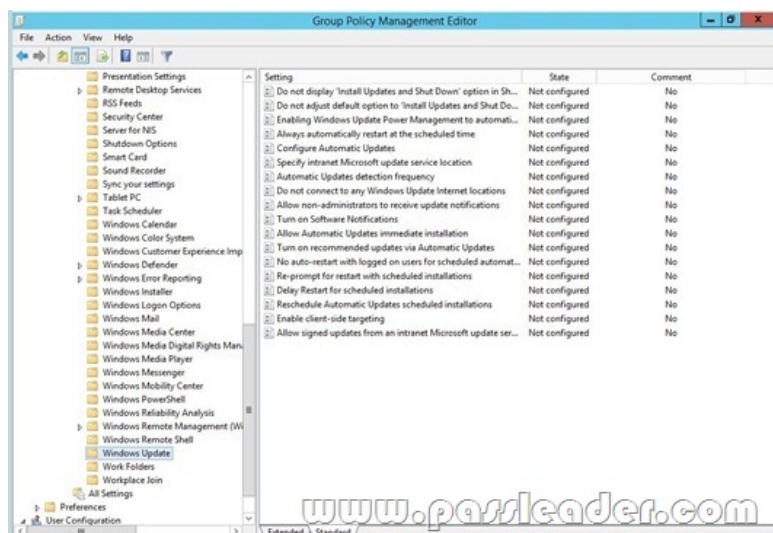 Group Policy Management Editor
File Action View Help
Presentation Settings
Remote Desktop Services
RSS Feeds
Security Center
Server for NIS
Shutdown Options
Smart Card
Sound Recorder
Sync your settings
Tablet PC
Task Scheduler
Windows Calendar
Windows Color System
Windows Customer Experience Imp
Windows Defender
Windows Error Reporting
Windows Installer
Windows Logon Options
Windows Mail
Windows Media Center
Windows Media Digital Rights Man
Windows Media Player
Windows Messenger
Windows Mobility Center
Windows PowerShell
Windows Reliability Analysis
Windows Remote Management (Wi
Windows Remote Shell
Windows Update
Work Folders
Workplace Join
All Settings
Preferences
User Configuration
Setting State Comment
Do not display 'Install Updates and Shut Down' option in Sh... Not configured No
Do not adjust default option to 'Install Updates and Shut Do... Not configured No
Enabling Windows Update Power Management to automati... Not configured No
Always automatically restart at the scheduled time Not configured No
Configure Automatic Updates Not configured No
Specify intranet Microsoft update service location Not configured No
Automatic Updates detection frequency Not configured No
Do not connect to any Windows Update Internet locations Not configured No
Allow non-administrators to receive update notifications Not configured No
Turn on Software Notifications Not configured No
Allow Automatic Updates immediate installation Not configured No
Turn on recommended updates via Automatic Updates Not configured No
No auto-restart with logged on users for scheduled automat... Not configured No
Re-prompt for restart with scheduled installations Not configured No
Delay Restart for scheduled installations Not configured No
Reschedule Automatic Updates scheduled installations Not configured No
Enable client-side targeting Not configured No
Allow signed updates from an intranet Microsoft update ser... Not configured No
www.passleader.com
Extended Standard